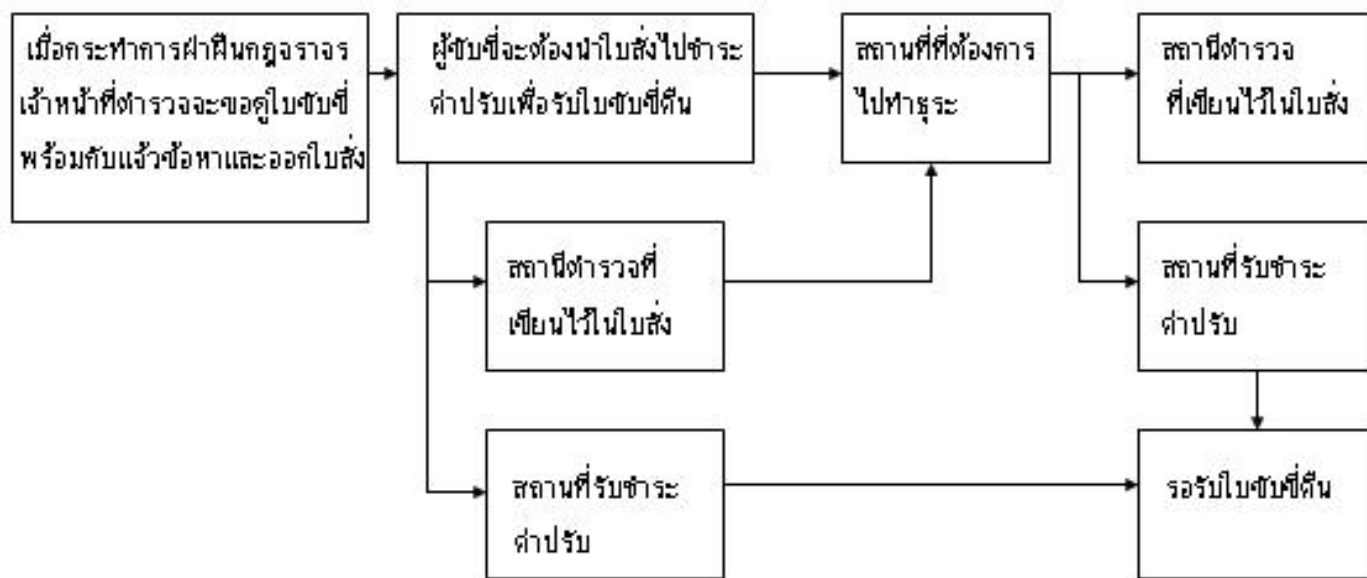 เมื่อกระทำการฝ่าฝืนกฎจราจร
เจ้าหน้าที่ตำรวจจะขอดูใบขับขี่
พร้อมกับแจ้งข้อหาและออกใบสั่ง
ผู้ขับขี่จะต้องนำใบสั่งไปชำระ
ค่าปรับเพื่อรับใบขับขี่คืน
สถานที่ที่ต้องการ
ไปทำธุระ
สถานีตำรวจ
ที่เขียนไว้ในใบสั่ง
สถานีตำรวจที่
เขียนไว้ในใบสั่ง
สถานที่รับชำระ
ค่าปรับ
สถานที่รับชำระ
ค่าปรับ
รอรับใบขับขี่คืน